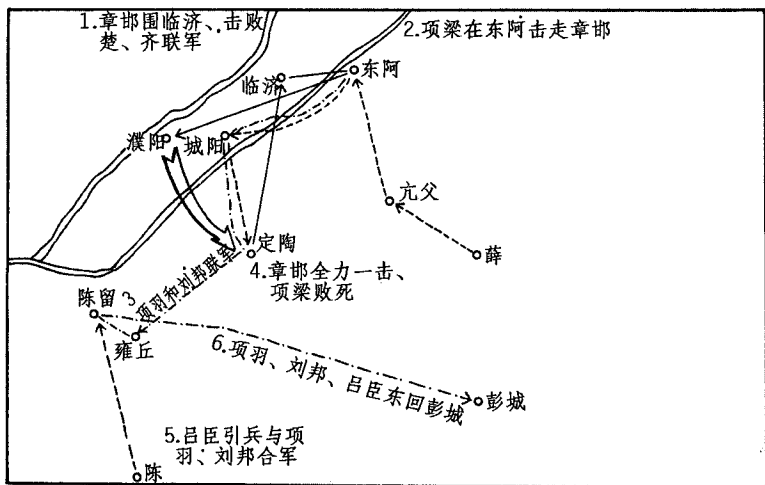 1.章邯围临济、击败
楚、齐联军
2.项梁在东阿击走章邯
东阿
临济
濮阳
城阳
亢父
薛
定陶
4.章邯全力一击、
项梁败死
3
项羽和刘邦联军
陈留
雍丘
6.项羽、刘邦、吕臣东回彭城
彭城
5.吕臣引兵与项
羽、刘邦合军
陈